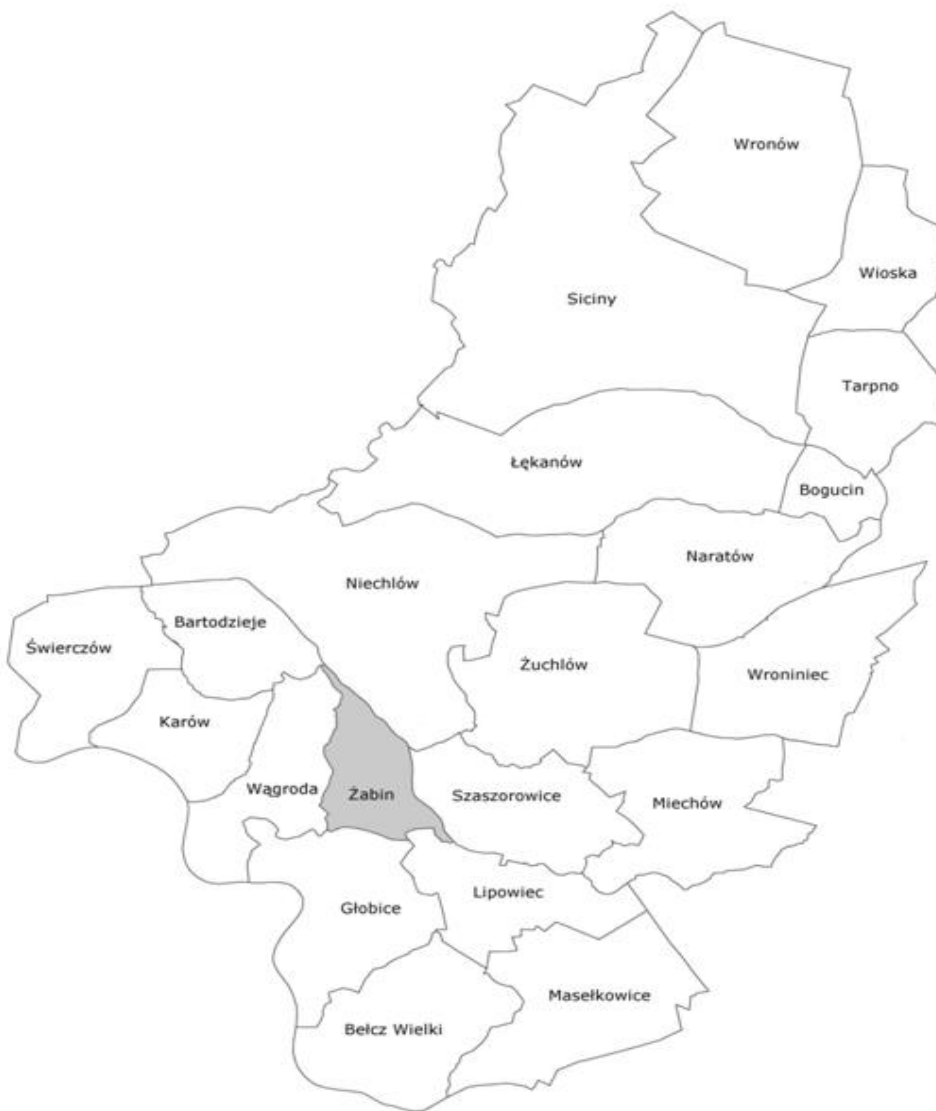 Wronów
Wioska
Siciny
Tarpno
Łękanów
Bogucin
Naratów
Niechlów
Bartodzieje
Świerczów
Żuchlów
Wroniniec
Karów
Wągroda
Żabin
Szaszorowice
Miechów
Lipowiec
Głobice
Masełkowice
Bełcz Wielki